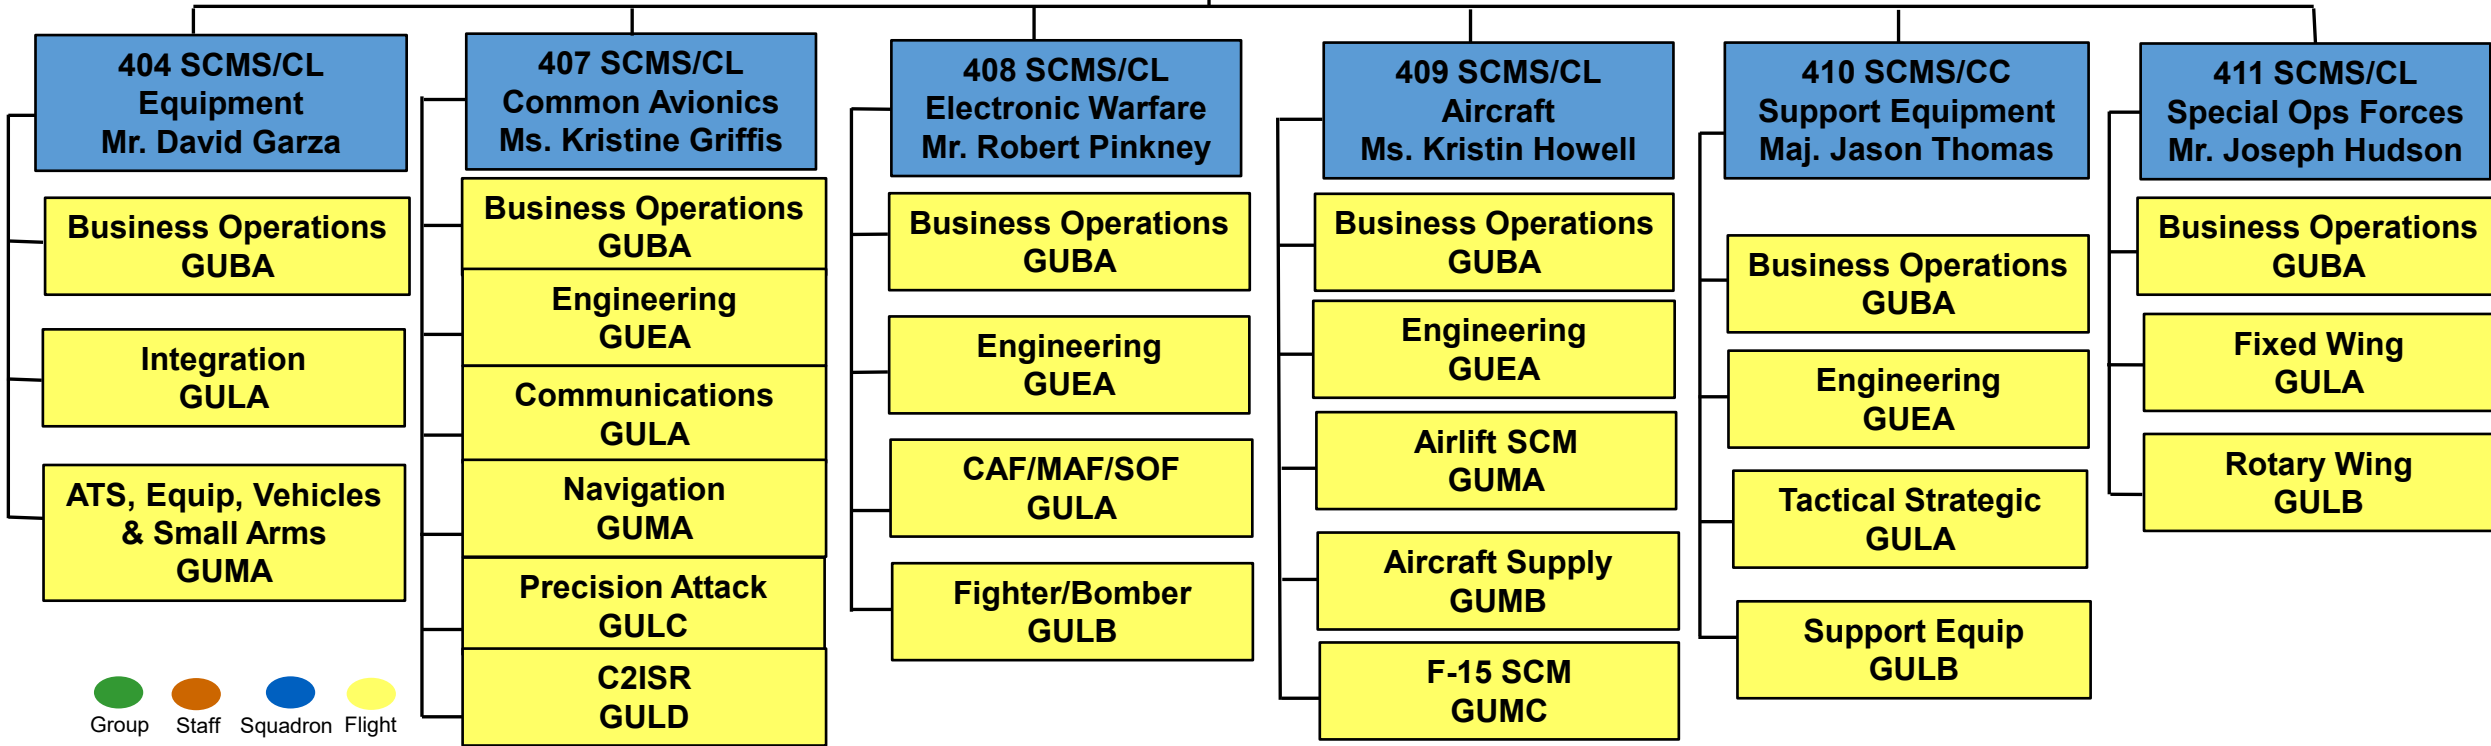 404 SCMS/CL
Equipment
Mr. David Garza
Business Operations
GUBA
Integration
GULA
ATS, Equip, Vehicles
& Small Arms
GUMA
407 SCMS/CL
Common Avionics
Ms. Kristine Griffis
Business Operations
GUBA
Engineering
GUEA
Communications
GULA
Navigation
GUMA
Precision Attack
GULC
C2ISR
GULD
408 SCMS/CL
Electronic Warfare
Mr. Robert Pinkney
Business Operations
GUBA
Engineering
GUEA
CAF/MAF/SOF
GULA
Fighter/Bomber
GULB
409 SCMS/CL
Aircraft
Ms. Kristin Howell
Business Operations
GUBA
Engineering
GUEA
Airlift SCM
GUMA
Aircraft Supply
GUMB
F-15 SCM
GUMC
410 SCMS/CC
Support Equipment
Maj. Jason Thomas
Business Operations
GUBA
Engineering
GUEA
Tactical Strategic
GULA
Support Equip
GULB
411 SCMS/CL
Special Ops Forces
Mr. Joseph Hudson
Business Operations
GUBA
Fixed Wing
GULA
Rotary Wing
GULB
Group Staff Squadron Flight